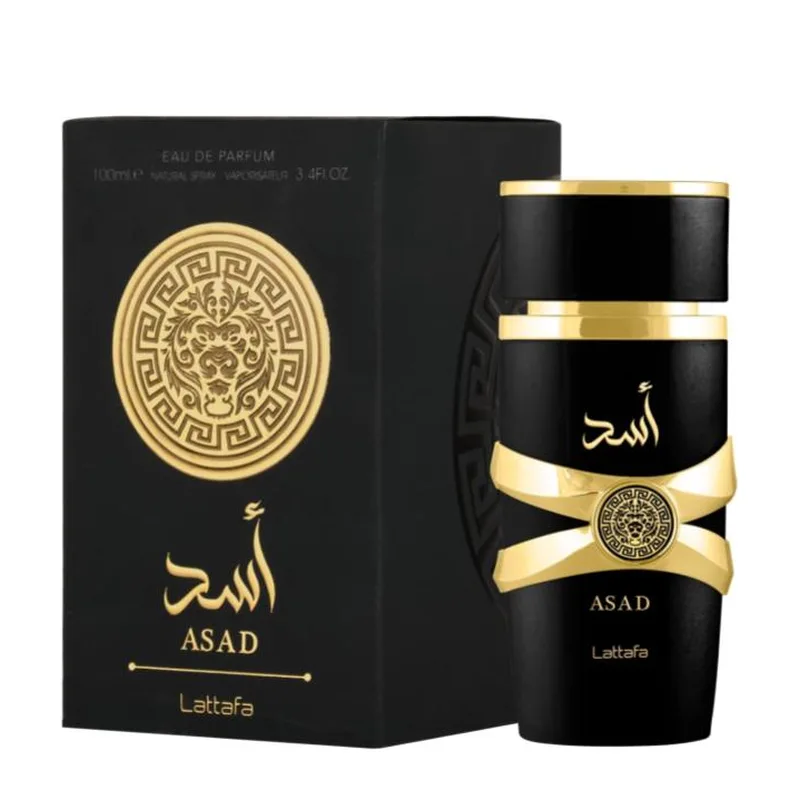 EAU DE PARFUM
100ml e NATURAL SPRAY - VAPORISATEUR 3.4FL.OZ.
أسد
ASAD
Lattafa
أسد
ASAD
Lattafa